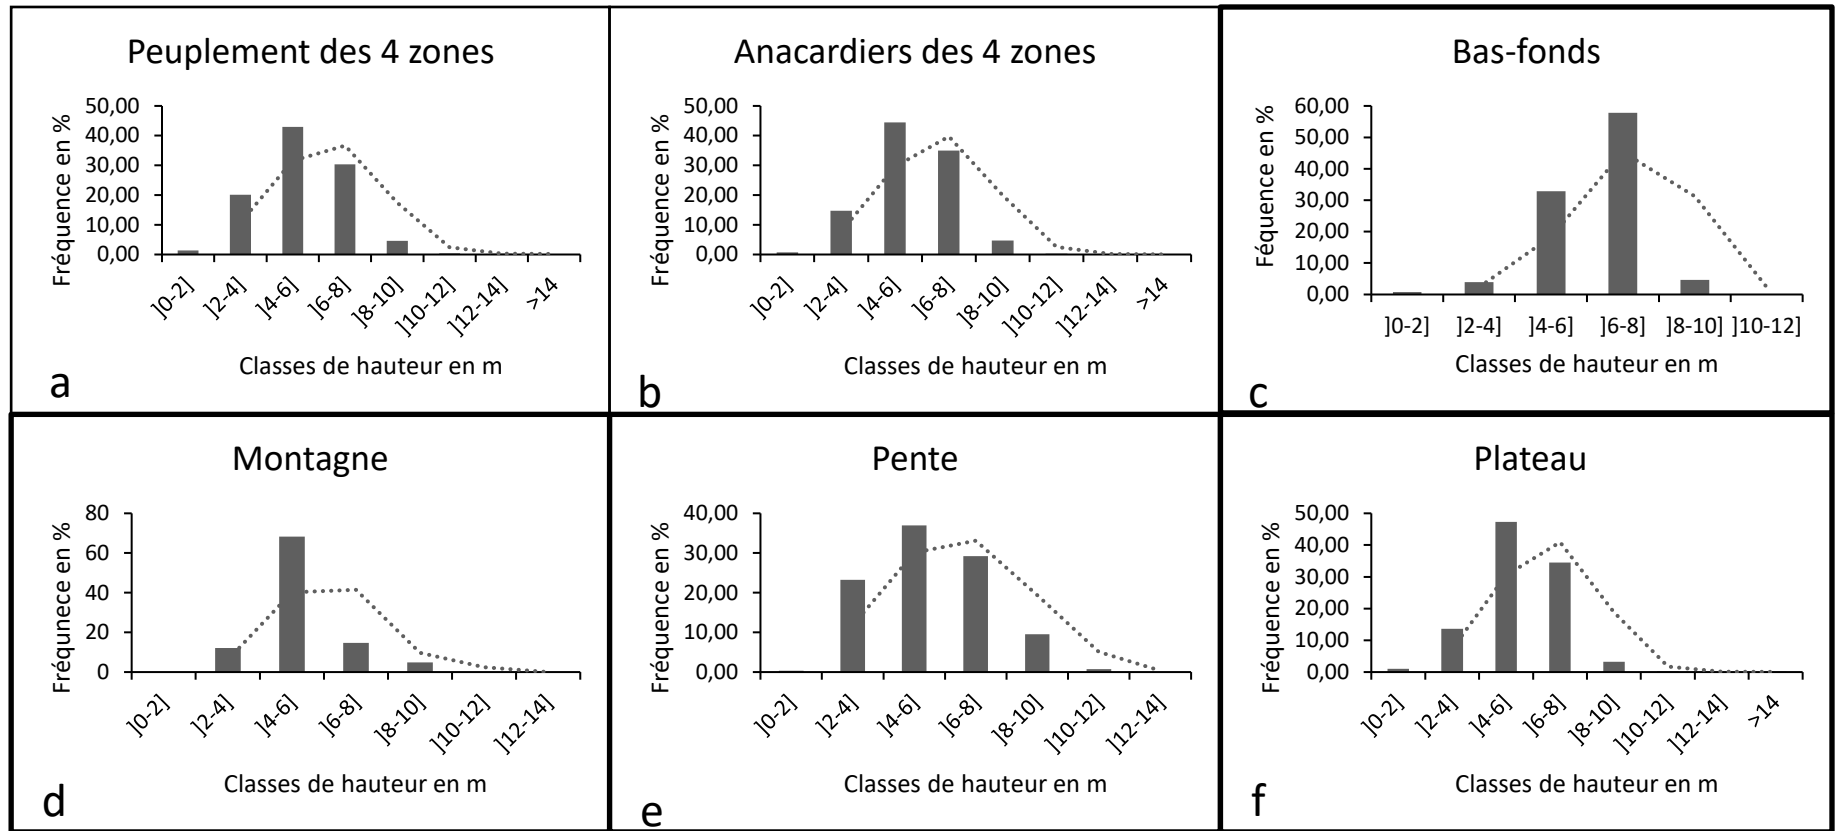 Peuplement des 4 zones
Fréquence en %
50,00
40,00
30,00
20,00
10,00
0,00
]0-2]
]2-4]
]4-6]
]6-8]
]8-10]
]10-12]
]12-14]
>14
Classes de hauteur en m
a
Anacardiers des 4 zones
Fréquence en %
50,00
40,00
30,00
20,00
10,00
0,00
]0-2]
]2-4]
]4-6]
]6-8]
]8-10]
]10-12]
]12-14]
>14
Classes de hauteur en m
b
Bas-fonds
Féquence en %
60,00
50,00
40,00
30,00
20,00
10,00
0,00
]0-2] ]2-4] ]4-6] ]6-8] ]8-10] ]10-12]
Classes de hauteur en m
c
Montagne
Fréqunece en %
80
60
40
20
0
]0-2]
]2-4]
]4-6]
]6-8]
]8-10]
]10-12]
]12-14]
Classes de hauteur en m
d
Pente
Fréquence en %
40,00
30,00
20,00
10,00
0,00
]0-2]
]2-4]
]4-6]
]6-8]
]8-10]
]10-12]
]12-14]
Classes de hauteur en m
e
Plateau
Fréquence en %
50,00
40,00
30,00
20,00
10,00
0,00
]0-2]
]2-4]
]4-6]
]6-8]
]8-10]
]10-12]
]12-14]
>14
Classes de hauteur en m
f